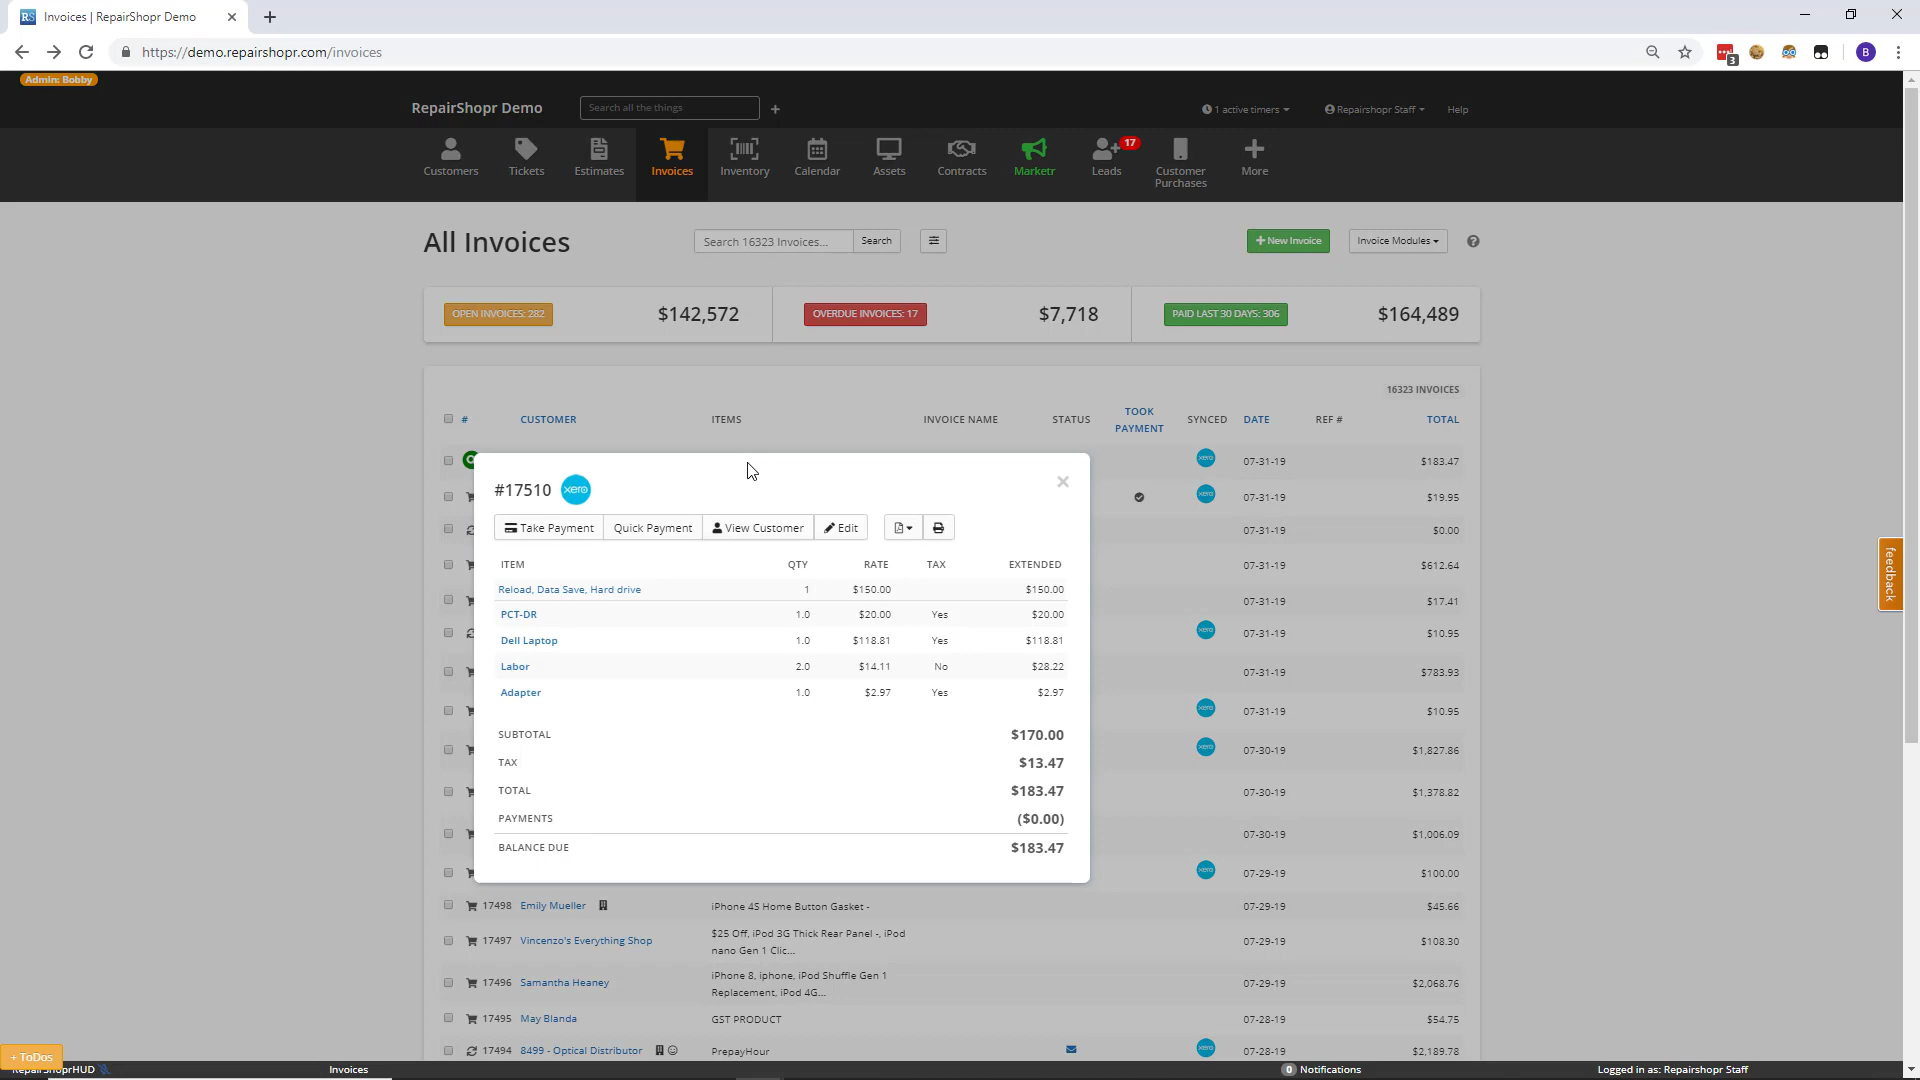 Invoices | RepairShopr Demo
https://demo.repairshopr.com/invoices
3
B
Admin: Bobby
RepairShopr Demo
Search all the things
1 active timers
Repairshopr Staff
Help
Customers
Tickets
Estimates
Invoices
Inventory
Calendar
Assets
Contracts
Marketr
Leads
17
Customer
Purchases
More
All Invoices
Search 16323 Invoices...
Search
New Invoice
Invoice Modules
OPEN INVOICES: 282
$142,572
OVERDUE INVOICES: 17
$7,718
PAID LAST 30 DAYS: 306
$164,489
16323 INVOICES
# CUSTOMER ITEMS INVOICE NAME STATUS TOOK PAYMENT SYNCED DATE REF # TOTAL
xero 07-31-19 $183.47
xero 07-31-19 $19.95
07-31-19 $0.00
07-31-19 $612.64
07-31-19 $17.41
xero 07-31-19 $10.95
07-31-19 $783.93
xero 07-31-19 $10.95
xero 07-30-19 $1,827.86
07-30-19 $1,378.82
07-30-19 $1,006.09
xero 07-29-19 $100.00
#17510 xero
Take Payment
Quick Payment
View Customer
Edit
ITEM QTY RATE TAX EXTENDED
Reload, Data Save, Hard drive 1 $150.00 $150.00
PCT-DR 1.0 $20.00 Yes $20.00
Dell Laptop 1.0 $118.81 Yes $118.81
Labor 2.0 $14.11 No $28.22
Adapter 1.0 $2.97 Yes $2.97
SUBTOTAL $170.00
TAX $13.47
TOTAL $183.47
PAYMENTS ($0.00)
BALANCE DUE $183.47
17498 Emily Mueller iPhone 4S Home Button Gasket - 07-29-19 $45.66
17497 Vincenzo's Everything Shop $25 Off, iPod 3G Thick Rear Panel -, iPod 07-29-19 $108.30
nano Gen 1 Clic...
17496 Samantha Heaney iPhone 8, iphone, iPod Shuffle Gen 1 07-29-19 $2,068.76
Replacement, iPod 4G...
17495 May Blanda GST PRODUCT 07-28-19 $54.75
17494 8499 - Optical Distributor PrepayHour xero 07-28-19 $2,189.78
feedback
+ ToDos
RepairShoprHUD
Invoices
0 Notifications
Logged in as: Repairshopr Staff